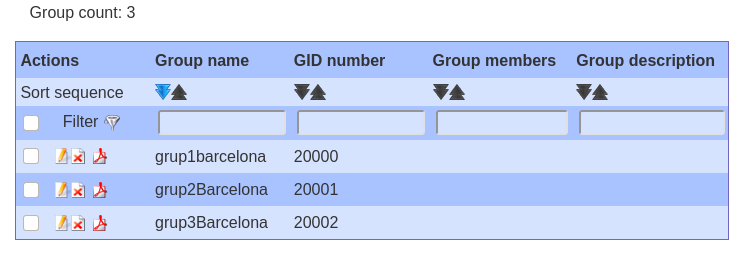 Group count: 3
Actions Group name GID number Group members Group description
Sort sequence
Filter
grup1barcelona 20000
grup2Barcelona 20001
grup3Barcelona 20002